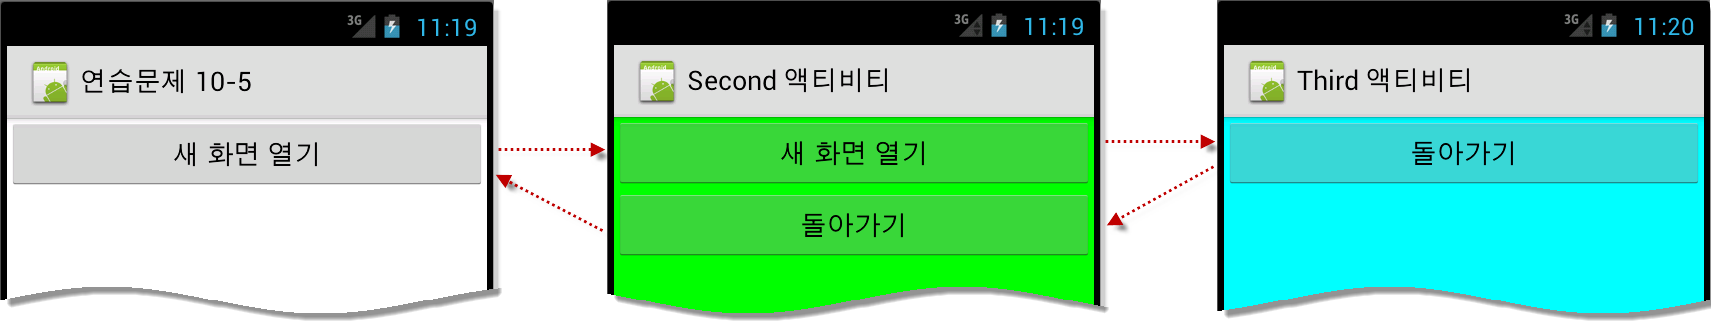 3G 11:19
연습문제 10-5
새 화면 열기
3G 11:19
Second 액티비티
새 화면 열기
돌아가기
3G 11:20
Third 액티비티
돌아가기